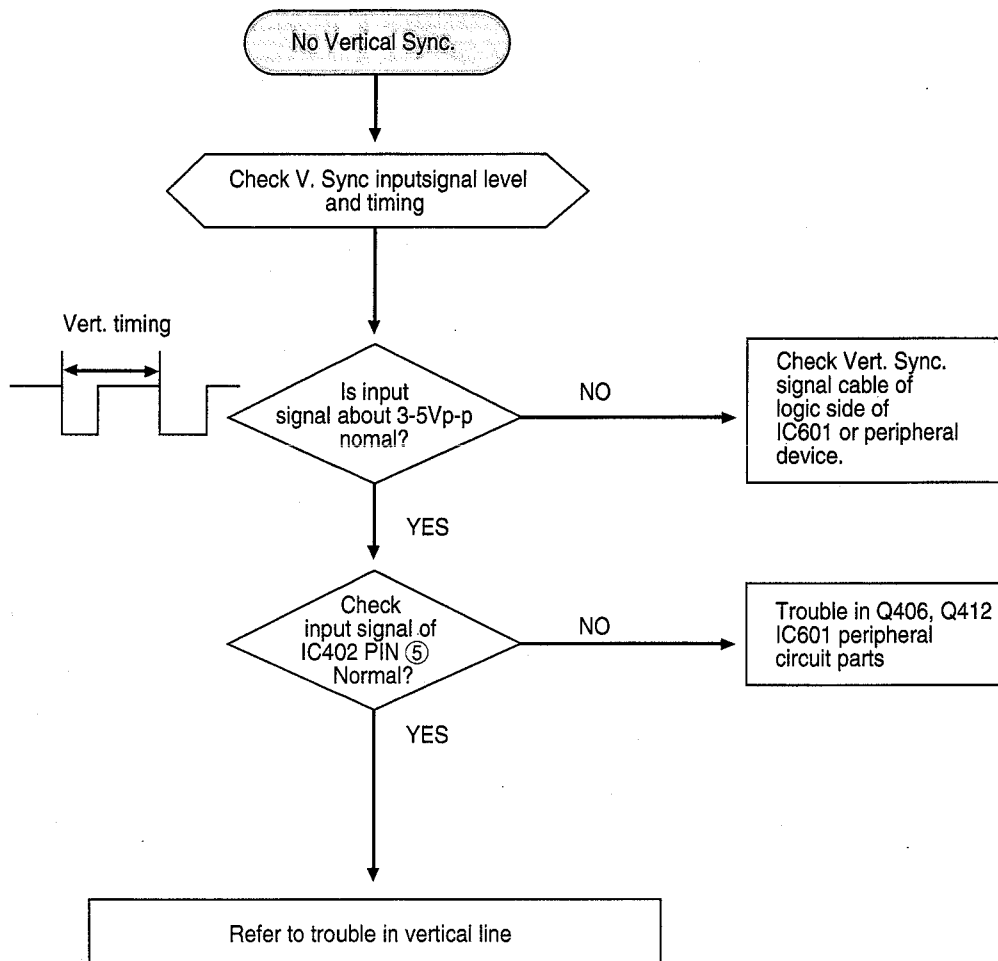 No Vertical Sync.
Check V. Sync inputsignal level
and timing
Vert. timing
Is input
signal about 3-5Vp-p
nomal?
NO
Check Vert. Sync.
signal cable of
logic side of
IC601 or peripheral
device.
YES
Check
input signal of
IC402 PIN ⑤
Normal?
NO
Trouble in Q406, Q412
IC601 peripheral
circuit parts
YES
Refer to trouble in vertical line